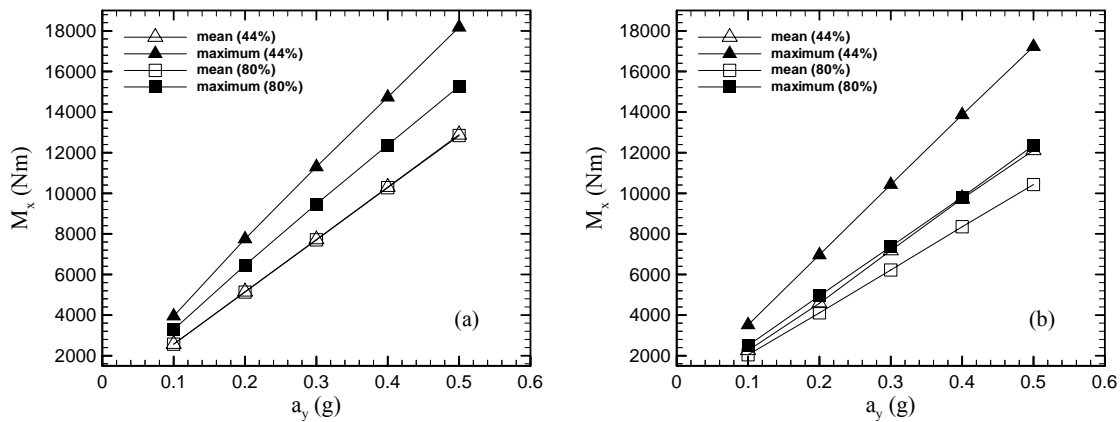 mean (44%)
maximum (44%)
mean (80%)
maximum (80%)
18000
16000
14000
12000
10000
8000
6000
4000
2000
M_x (Nm)
(a)
0 0.1 0.2 0.3 0.4 0.5 0.6
a_y (g)
mean (44%)
maximum (44%)
mean (80%)
maximum (80%)
18000
16000
14000
12000
10000
8000
6000
4000
2000
M_x (Nm)
(b)
0 0.1 0.2 0.3 0.4 0.5 0.6
a_y (g)